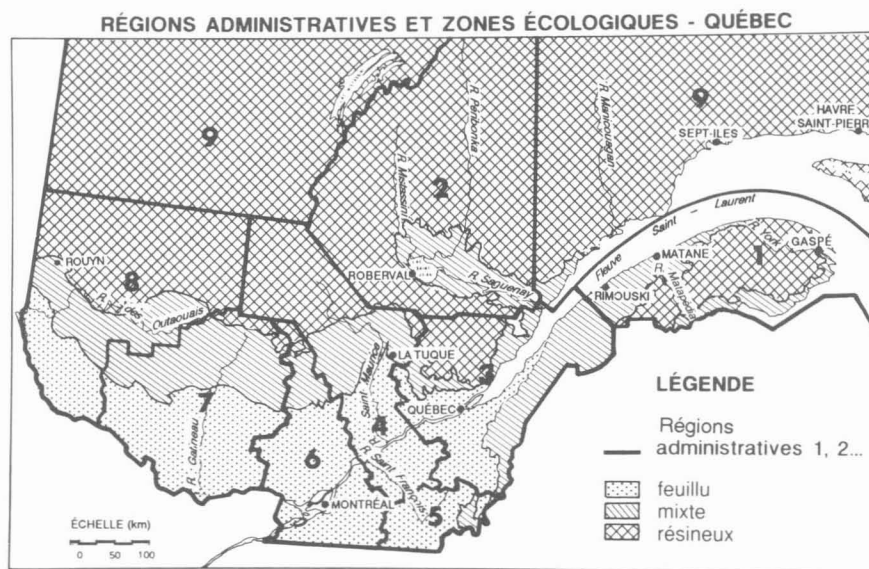 RÉGIONS ADMINISTRATIVES ET ZONES ÉCOLOGIQUES - QUÉBEC
9
9
HAVRE
SAINT-PIERRE
SEPT-ILES
R. Péribonka
R. Manicouagan
R. Mistassini
2
Fleuve Saint - Laurent
ROUYN
ROBERVAL
R. Saguenay
MATANE
R. York
GASPÉ
1
8
RIMOUSKI
R. Matapédia
R. des Outaouais
LA TUQUE
3
R. Saint Maurice
QUÉBEC
7
R. Gatineau
4
6
R. Saint François
MONTRÉAL
5
ÉCHELLE (km)
0 50 100
LÉGENDE
Régions
administratives 1, 2...
feuillu
mixte
résineux